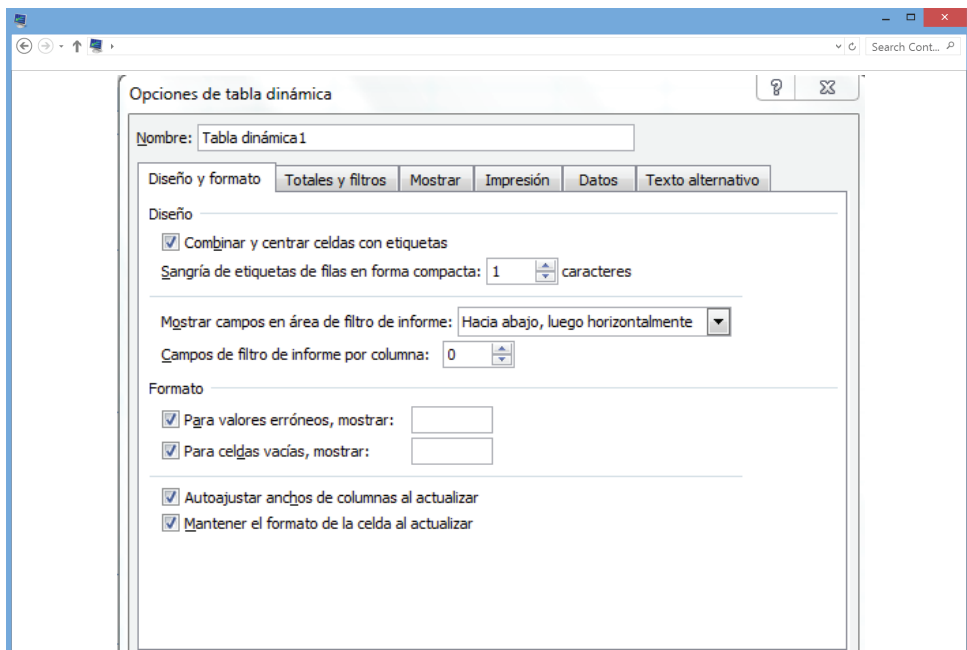 Search Cont...
Opciones de tabla dinámica
Nombre: Tabla dinámica1
Diseño y formato Totales y filtros Mostrar Impresión Datos Texto alternativo
Diseño
Combinar y centrar celdas con etiquetas
Sangría de etiquetas de filas en forma compacta: 1 caracteres
Mostrar campos en área de filtro de informe: Hacia abajo, luego horizontalmente
Campos de filtro de informe por columna: 0
Formato
Para valores erróneos, mostrar:
Para celdas vacías, mostrar:
Autoajustar anchos de columnas al actualizar
Mantener el formato de la celda al actualizar